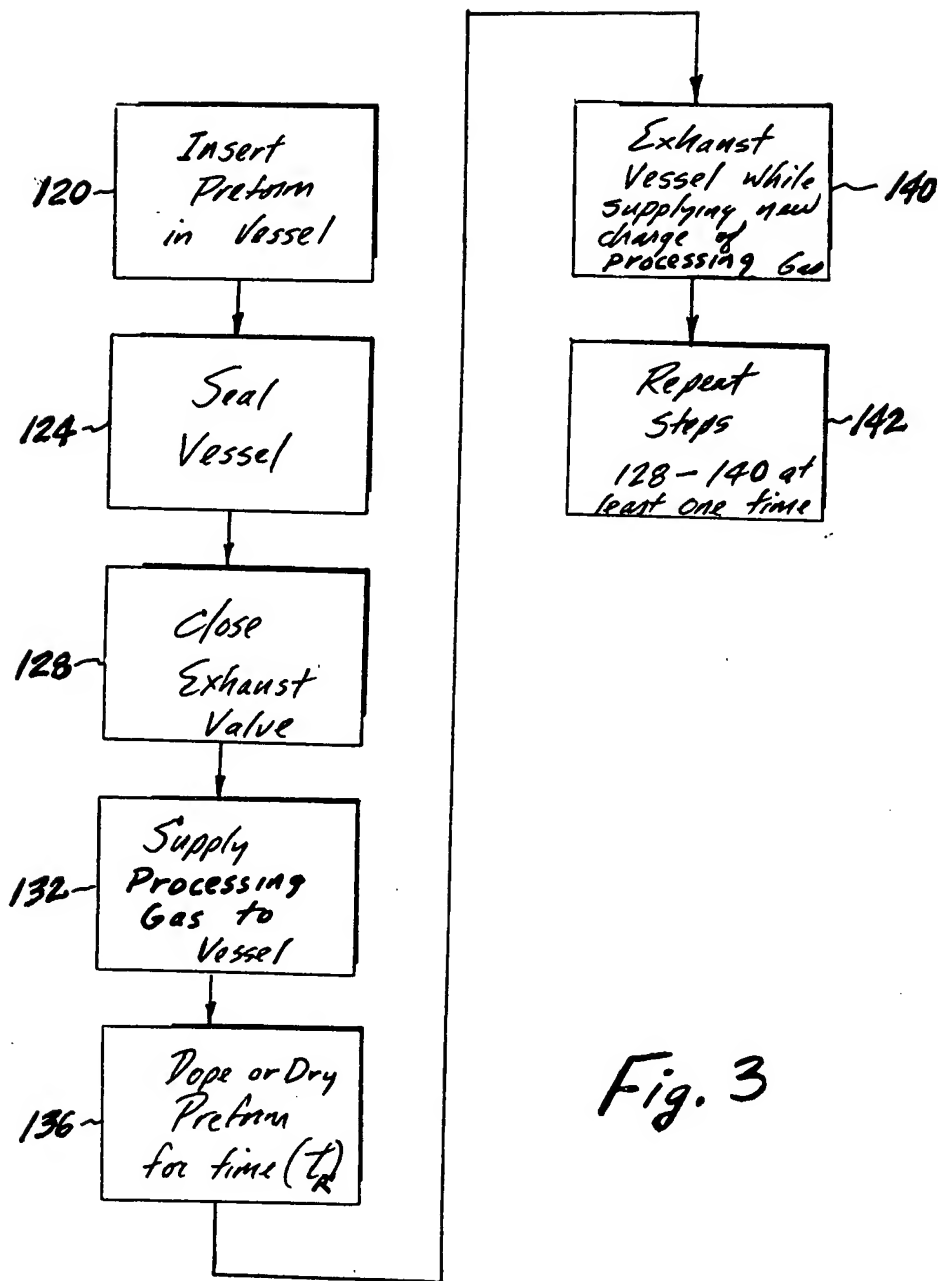 120
Insert
Preform
in Vessel
124
Seal
Vessel
128
Close
Exhaust
Value
132
Supply
Processing
Gas to
Vessel
136
Dope or Dry
Preform
for time (tR)
Exhaust
Vessel while
supplying new
charge of
processing Gas
140
Repeat
Steps
128 - 140 at
least one time
142
Fig. 3